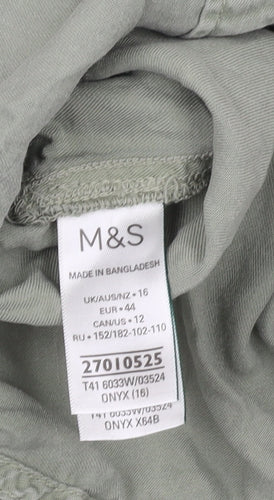 M&S
MADE IN BANGLADESH
UK/AUS/NZ • 16
EUR • 44
CAN/US • 12
RU • 152/182-102-110
27010525
T41 6033W/03524
ONYX (16)
T41 6033W/03524
ONYX X64B